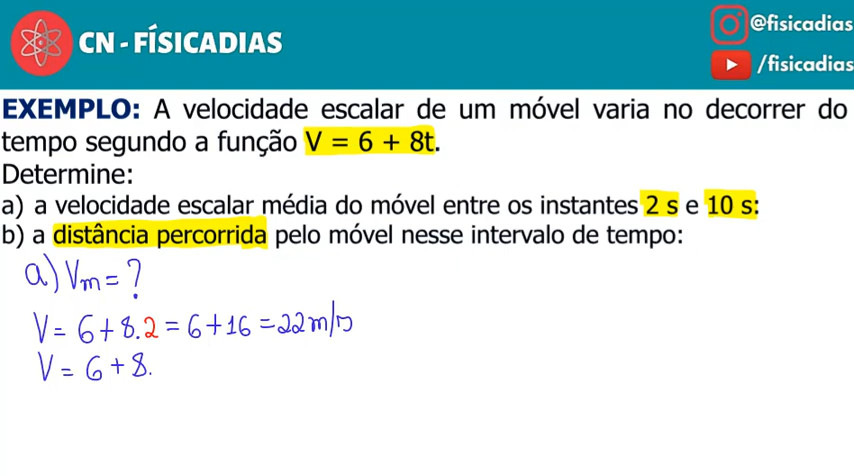 CN - FÍSICADIAS
@fisicadias
/fisicadias
EXEMPLO: A velocidade escalar de um móvel varia no decorrer do
tempo segundo a função V = 6 + 8t.
Determine:
a) a velocidade escalar média do móvel entre os instantes 2 s e 10 s:
b) a distância percorrida pelo móvel nesse intervalo de tempo:
a) Vm = ?
V = 6 + 8.2 = 6 + 16 = 22 m/s
V = 6 + 8.